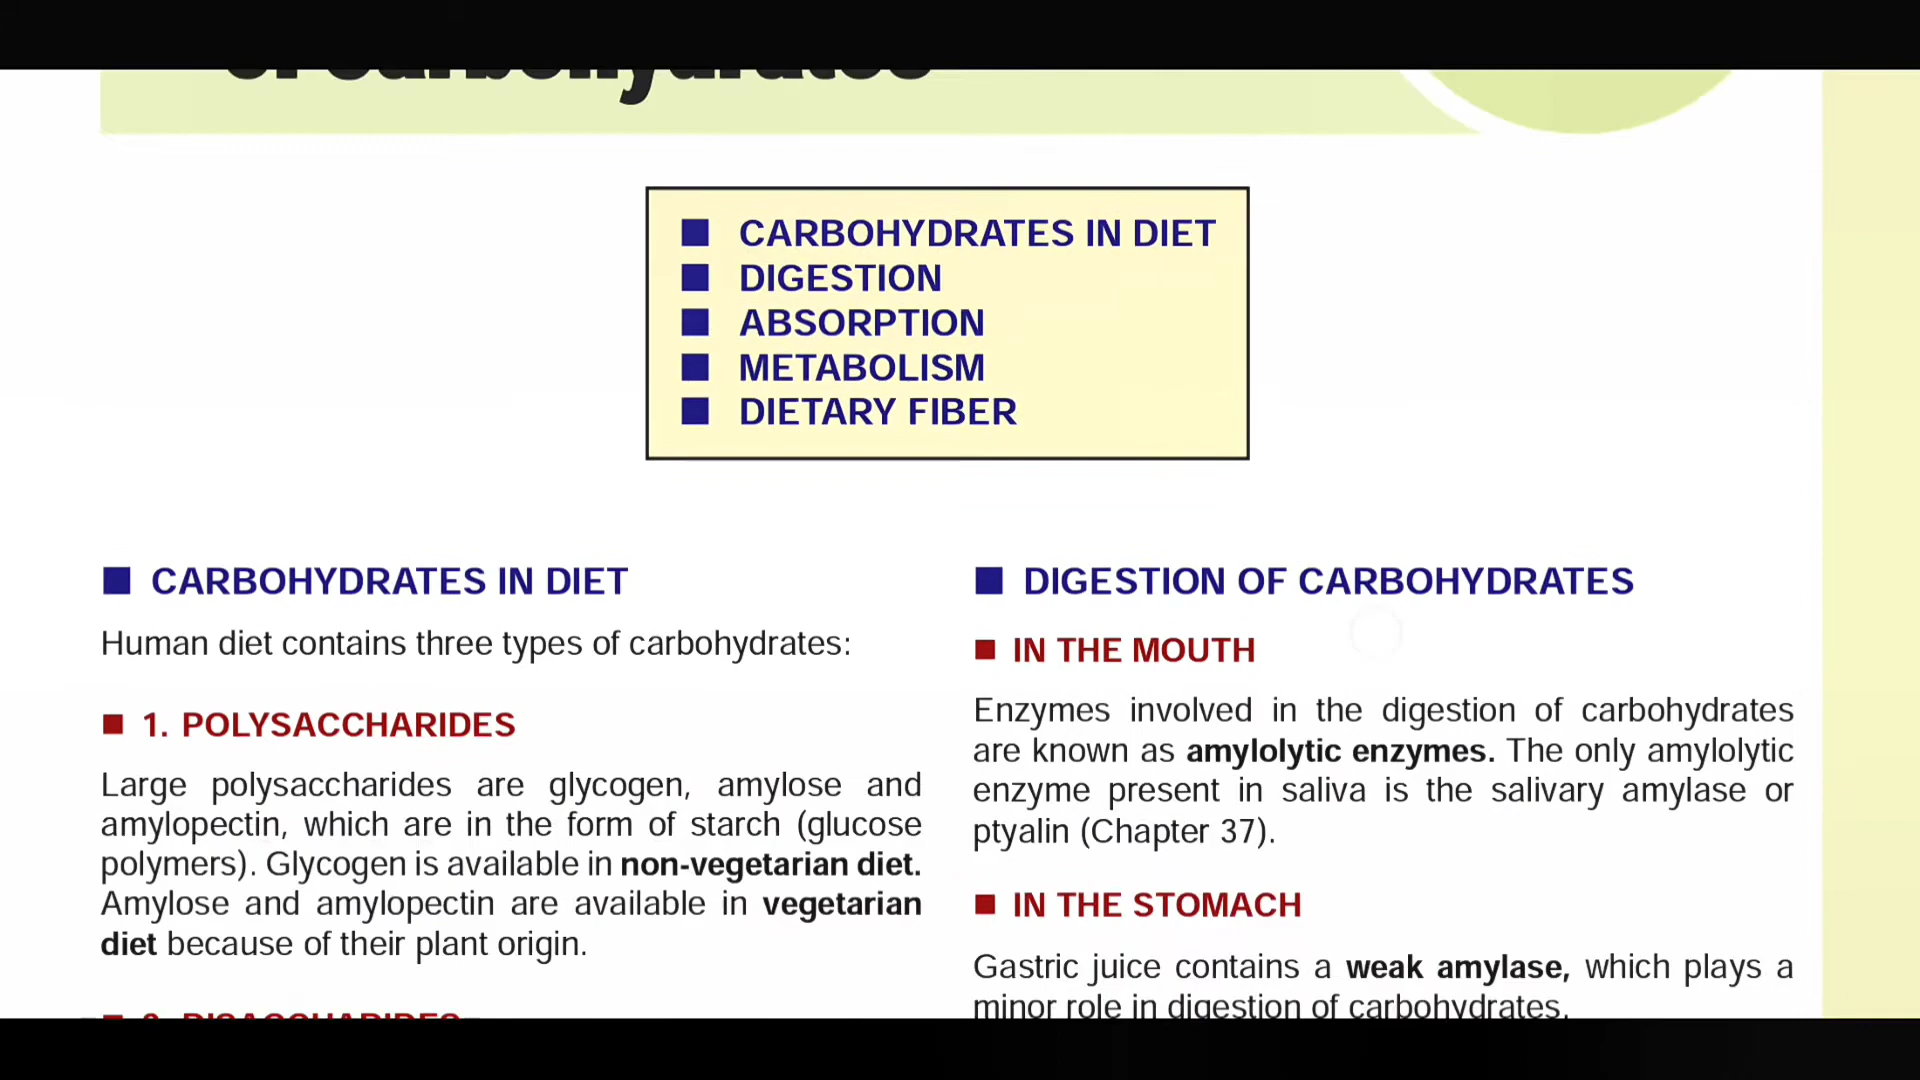 of carbohydrates
CARBOHYDRATES IN DIET
DIGESTION
ABSORPTION
METABOLISM
DIETARY FIBER
CARBOHYDRATES IN DIET
Human diet contains three types of carbohydrates:
1. POLYSACCHARIDES
Large polysaccharides are glycogen, amylose and
amylopectin, which are in the form of starch (glucose
polymers). Glycogen is available in non-vegetarian diet.
Amylose and amylopectin are available in vegetarian
diet because of their plant origin.
2. DISACCHARIDES
DIGESTION OF CARBOHYDRATES
IN THE MOUTH
Enzymes involved in the digestion of carbohydrates
are known as amylolytic enzymes. The only amylolytic
enzyme present in saliva is the salivary amylase or
ptyalin (Chapter 37).
IN THE STOMACH
Gastric juice contains a weak amylase, which plays a
minor role in digestion of carbohydrates.